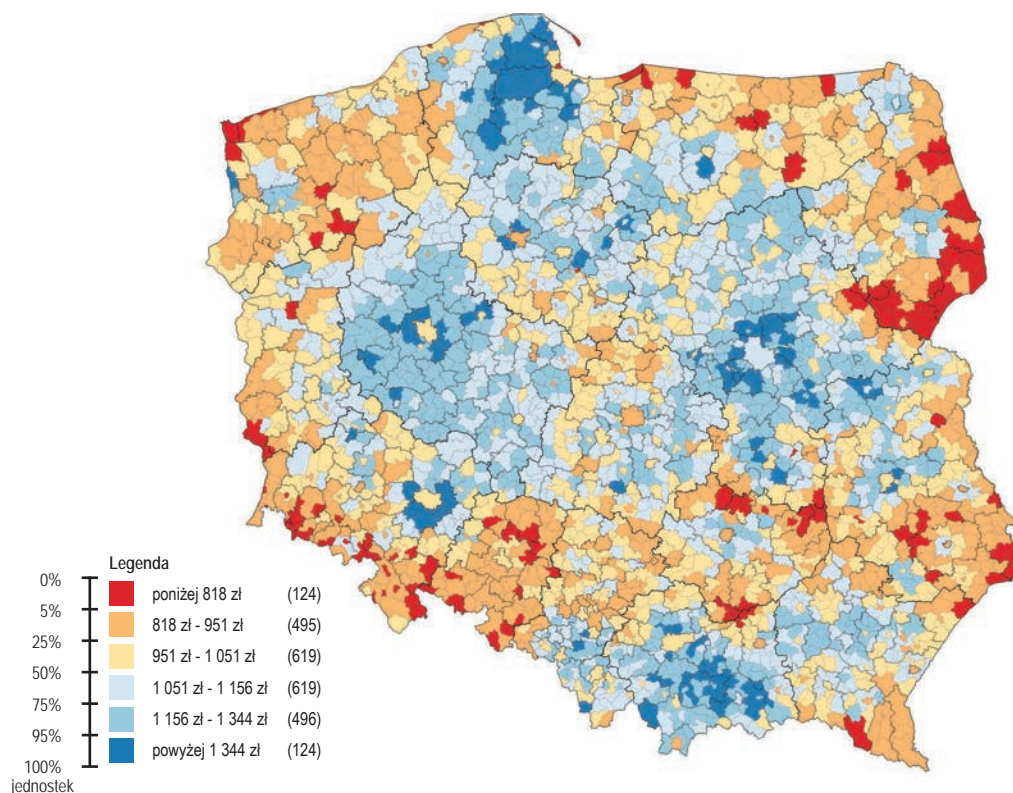 Legenda
0%
5%
25%
50%
75%
95%
100%
jednostek
poniżej 818 zł (124)
818 zł - 951 zł (495)
951 zł - 1 051 zł (619)
1 051 zł - 1 156 zł (619)
1 156 zł - 1 344 zł (496)
powyżej 1 344 zł (124)